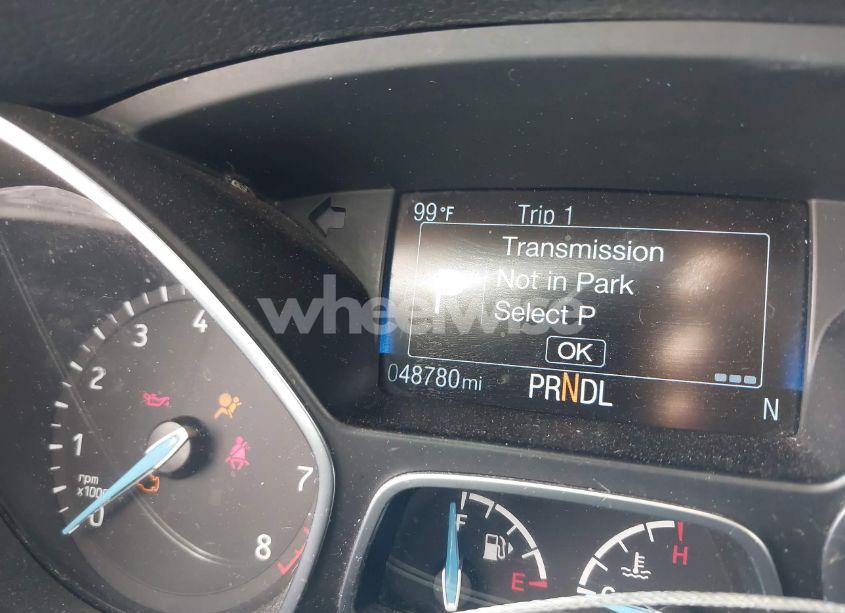 99°F Trip 1
Transmission
Not in Park
Select P
OK
048780mi PRNDL N
wheelwise
4
3
2
1
0
rpm
x1000
7
8
F
E
H